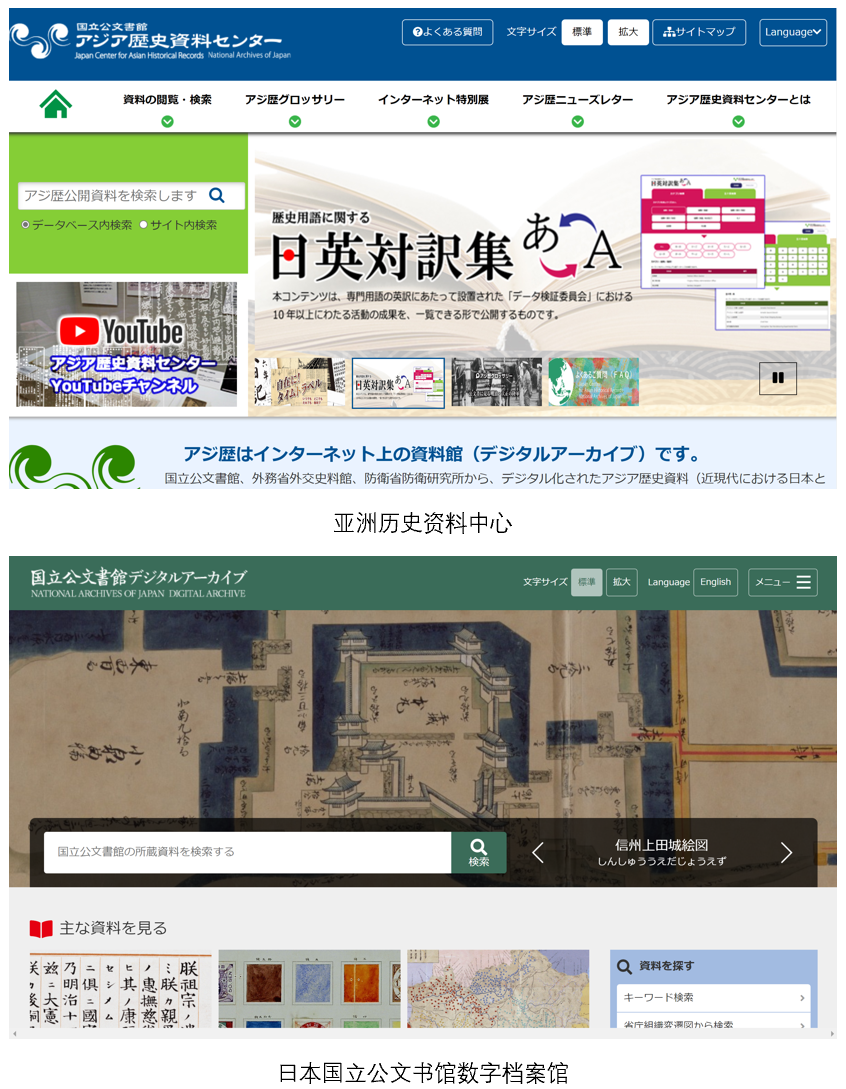 国立公文書館
アジア歴史資料センター
Japan Center for Asian Historical Records National Archives of Japan
よくある質問
文字サイズ
標準
拡大
サイトマップ
Language
資料の閲覧・検索
アジ歴グロッサリー
インターネット特別展
アジ歴ニューズレター
アジア歴史資料センターとは
アジ歴公開資料を検索します
データベース内検索 サイト内検索
YouTube
アジア歴史資料センター
YouTubeチャンネル
歴史用語に関する
日英対訳集 あ A
本コンテンツは、専門用語の英訳にあたって設置された「データ検証委員会」における
10年以上にわたる活動の成果を、一覧できる形で公開するものです。
日英対訳集 あ A
よくあるご質問(FAQ)
アジ歴はインターネット上の資料館(デジタルアーカイブ)です。
国立公文書館、外務省外交史料館、防衛省防衛研究所から、デジタル化されたアジア歴史資料(近現代における日本と
亚洲历史资料中心
国立公文書館デジタルアーカイブ
NATIONAL ARCHIVES OF JAPAN DIGITAL ARCHIVE
文字サイズ
標準
拡大
Language
English
メニュー
国立公文書館の所蔵資料を検索する
検索
信州上田城絵図
しんしゅううえだじょうえず
主な資料を見る
資料を探す
キーワード検索
省庁組織変遷図から検索
日本国立公文书馆数字档案馆